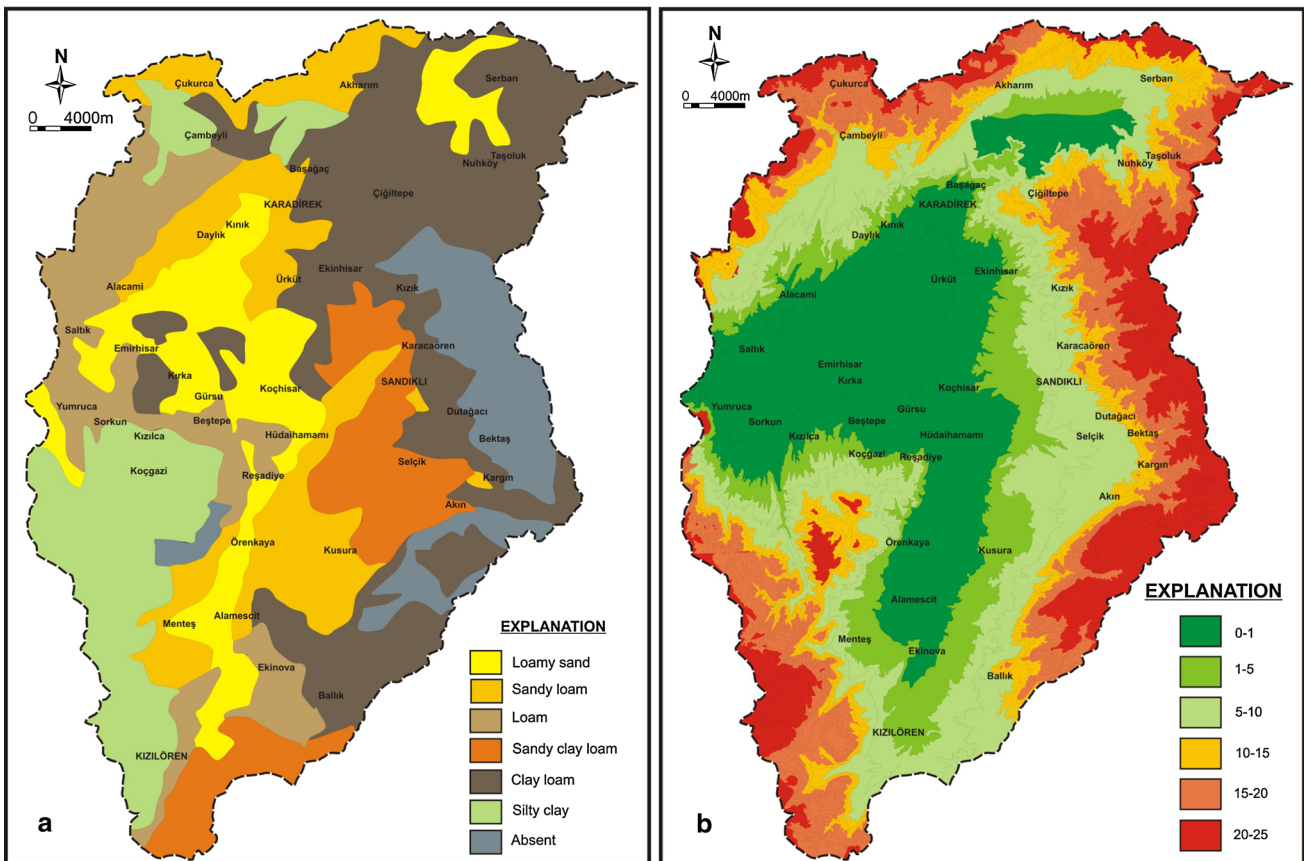 N
0 4000m
Çukurca
Akharım
Serban
Çambeyli
Taşoluk
Nuhköy
Başağaç
Çiğiltepe
KARADİREK
Kınık
Daylık
Ekinhisar
Ürküt
Kızık
Alacami
Saltık
Karacaören
Emirhisar
Kırka
SANDIKLI
Koçhisar
Gürsu
Yumruca
Dutağacı
Sorkun
Beştepe
Kızılca
Hüdaihamamı
Bektaş
Koçgazi
Selçik
Reşadiye
Kargın
Akın
Örenkaya
Kusura
Alamescit
Menteş
Ekinova
Ballık
KIZILÖREN
EXPLANATION
Loamy sand
Sandy loam
Loam
Sandy clay loam
Clay loam
Silty clay
Absent
a
N
0 4000m
Çukurca
Akharım
Serban
Çambeyli
Taşoluk
Nuhköy
Başağaç
Çiğiltepe
KARADİREK
Kınık
Daylık
Ekinhisar
Ürküt
Kızık
Alacami
Saltık
Karacaören
Emirhisar
Kırka
SANDIKLI
Koçhisar
Yumruca
Gürsu
Dutağacı
Sorkun
Beştepe
Kızılca
Hüdaihamamı
Selçik
Bektaş
Koçgazi
Reşadiye
Kargın
Akın
Örenkaya
Kusura
Alamescit
Menteş
Ekinova
Ballık
KIZILÖREN
EXPLANATION
0-1
1-5
5-10
10-15
15-20
20-25
b